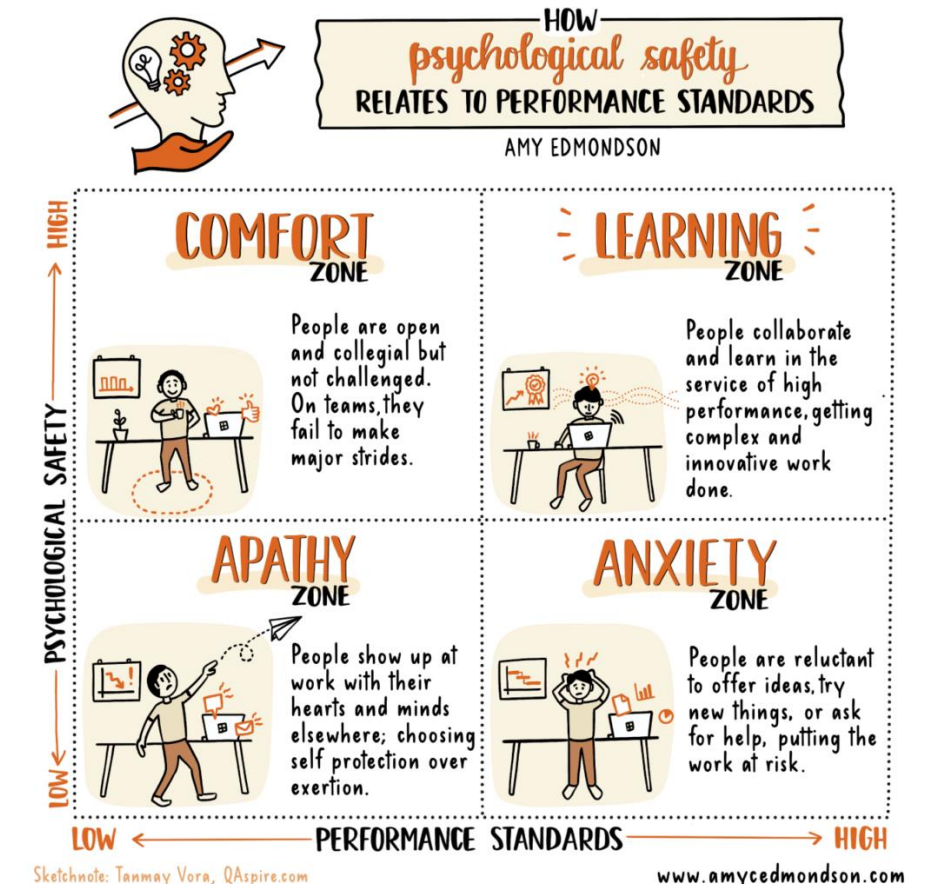 HOW
psychological safety
RELATES TO PERFORMANCE STANDARDS
AMY EDMONDSON
HIGH
PSYCHOLOGICAL SAFETY
LOW
COMFORT
ZONE
People are open
and collegial but
not challenged.
On teams, they
fail to make
major strides.
LEARNING
ZONE
People collaborate
and learn in the
service of high
performance, getting
complex and
innovative work
done.
APATHY
ZONE
People show up at
work with their
hearts and minds
elsewhere; choosing
self protection over
exertion.
ANXIETY
ZONE
People are reluctant
to offer ideas, try
new things, or ask
for help, putting the
work at risk.
LOW
PERFORMANCE STANDARDS
HIGH
Sketchnote: Tanmay Vora, QAspire.com
www.amycedmondson.com